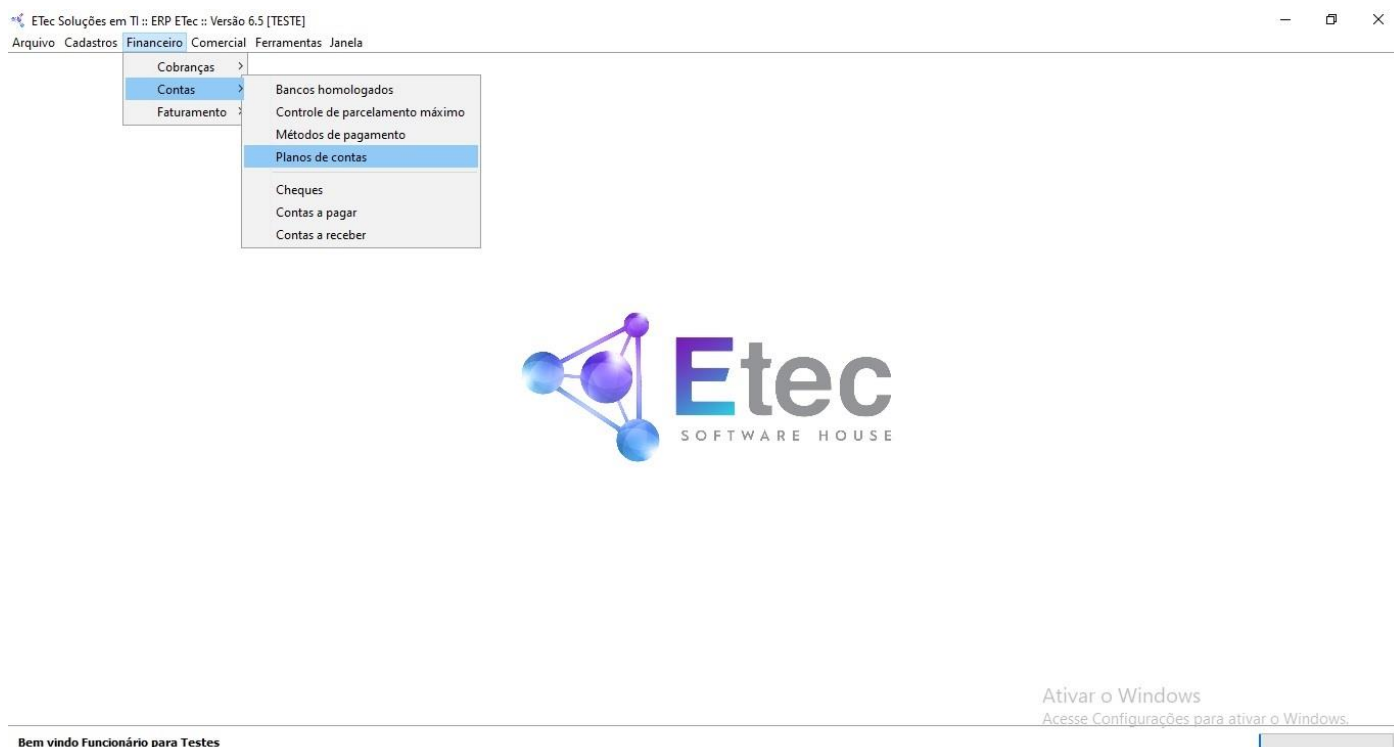 ETec Soluções em TI :: ERP ETec :: Versão 6.5 [TESTE]
Arquivo Cadastros Financeiro Comercial Ferramentas Janela
Cobranças
Contas
Faturamento
Bancos homologados
Controle de parcelamento máximo
Métodos de pagamento
Planos de contas
Cheques
Contas a pagar
Contas a receber
Etec
SOFTWARE HOUSE
Ativar o Windows
Acesse Configurações para ativar o Windows.
Bem vindo Funcionário para Testes